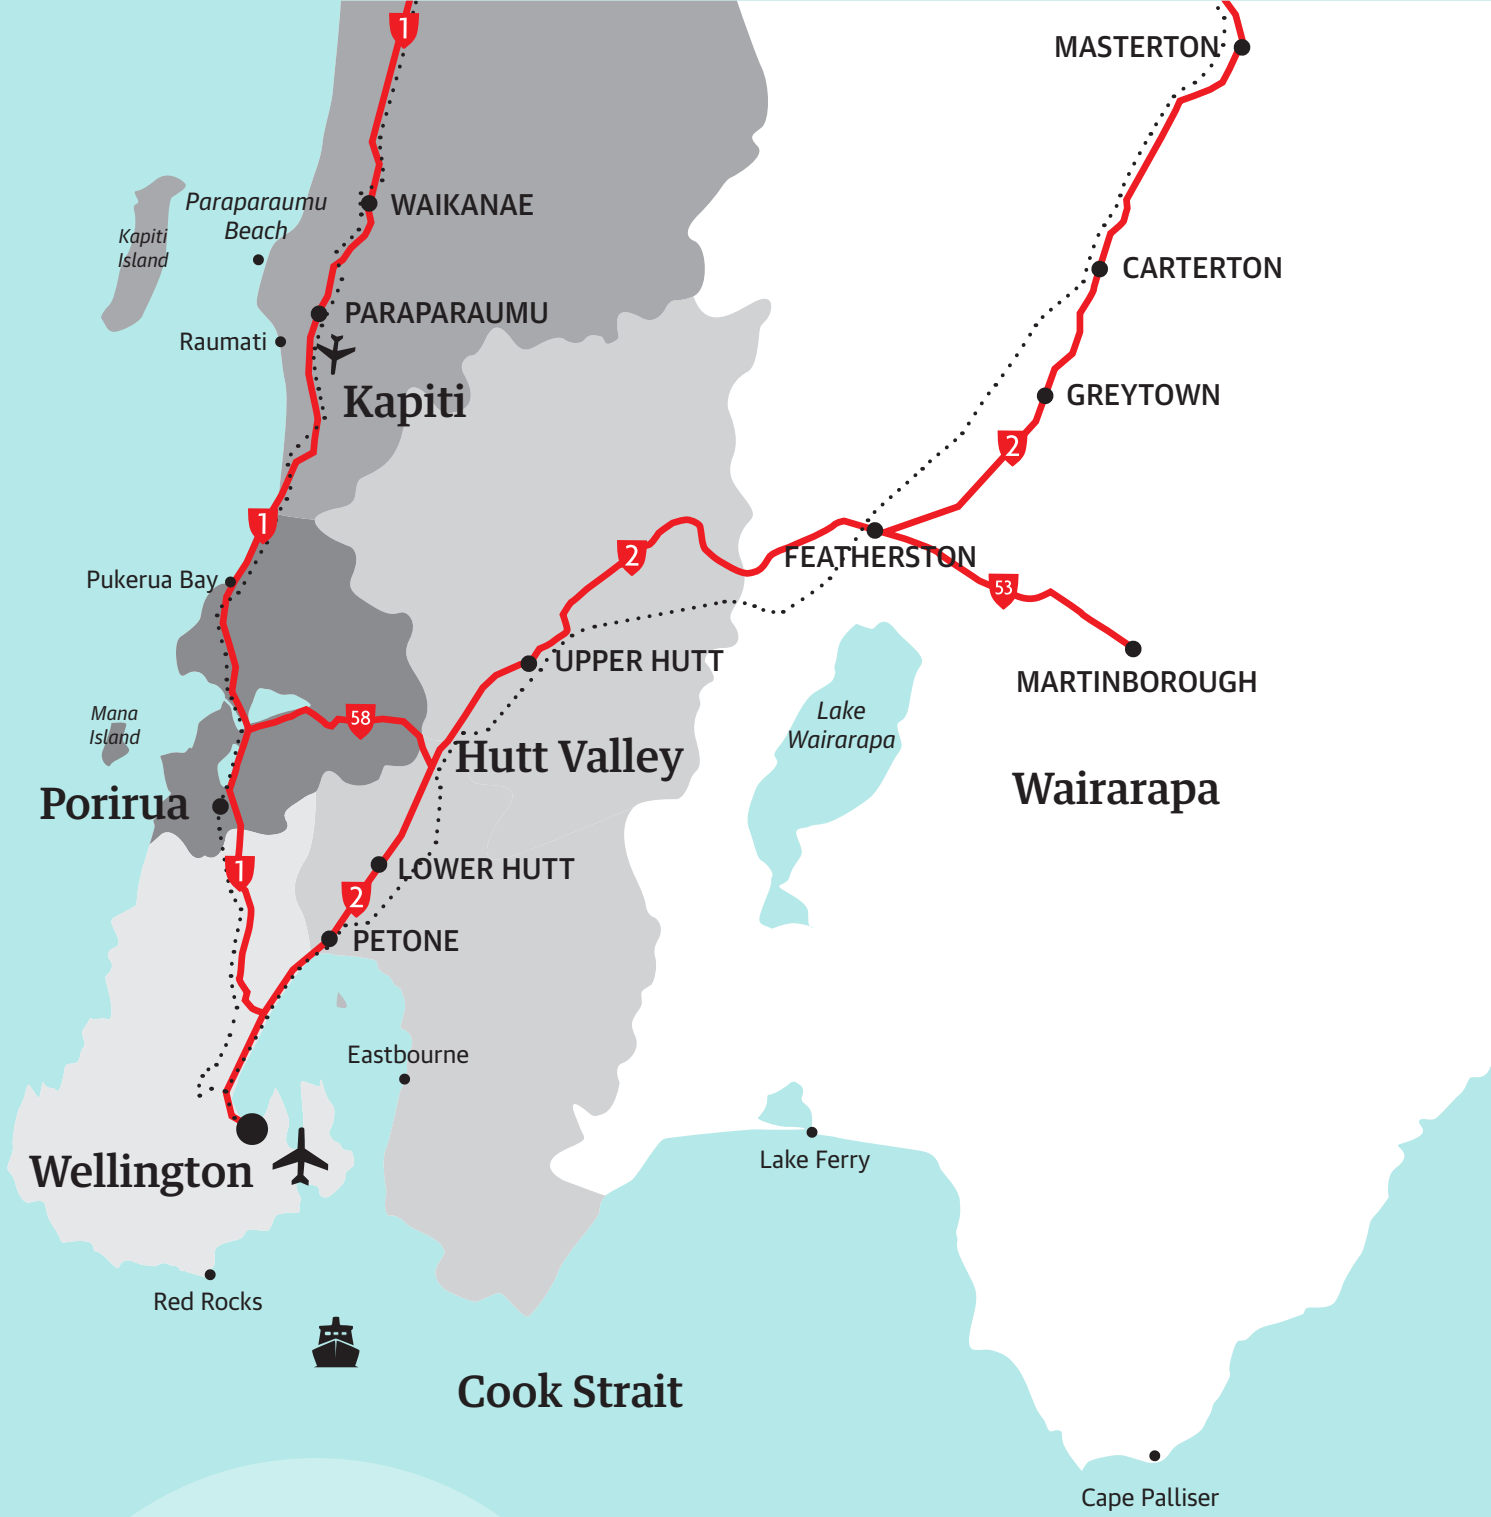 1
MASTERTON
Paraparaumu
Beach
WAIKANAE
Kapiti
Island
CARTERTON
PARAPARAUMU
Raumati
Kapiti
GREYTOWN
2
1
2
FEATHERSTON
Pukerua Bay
53
UPPER HUTT
MARTINBOROUGH
Mana
Island
58
Lake
Wairarapa
Hutt Valley
Wairarapa
Porirua
1
LOWER HUTT
2
PETONE
Eastbourne
Lake Ferry
Wellington
Red Rocks
Cook Strait
Cape Palliser